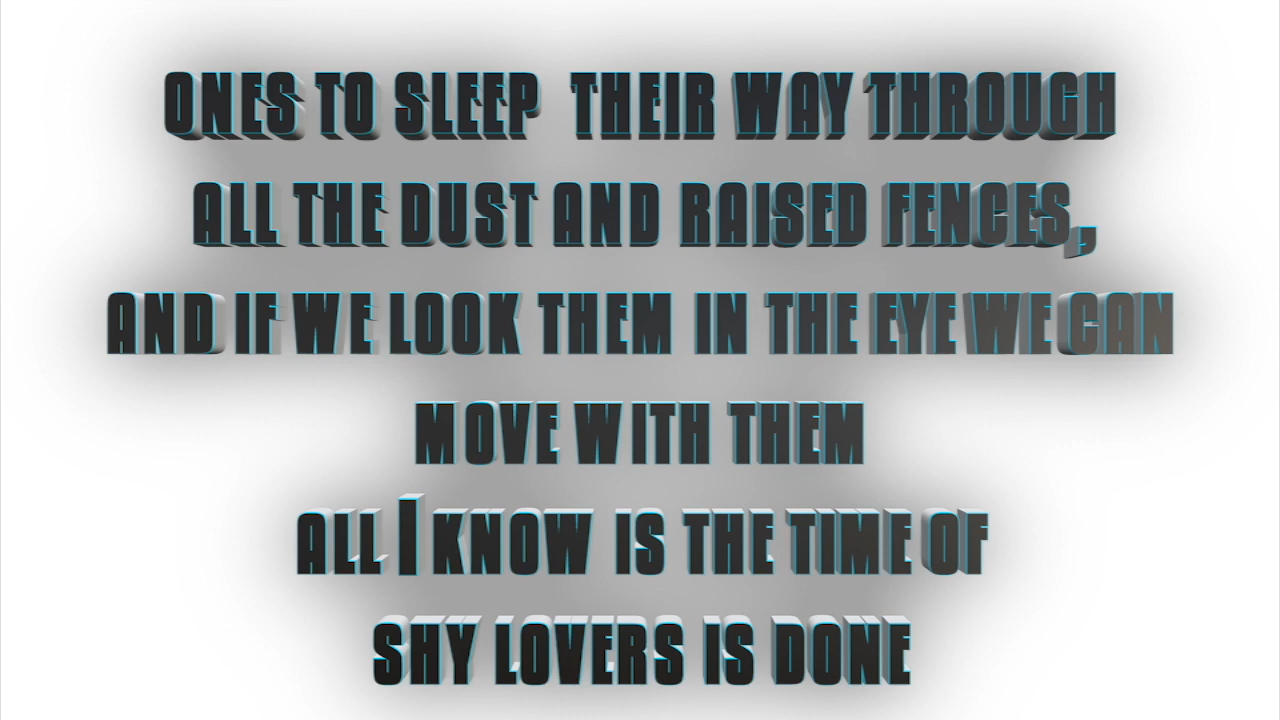 ONES TO SLEEP THEIR WAY THROUGH
ALL THE DUST AND RAISED FENCES,
AND IF WE LOOK THEM IN THE EYE WE CAN
MOVE WITH THEM
ALL I KNOW IS THE TIME OF
SHY LOVERS IS DONE